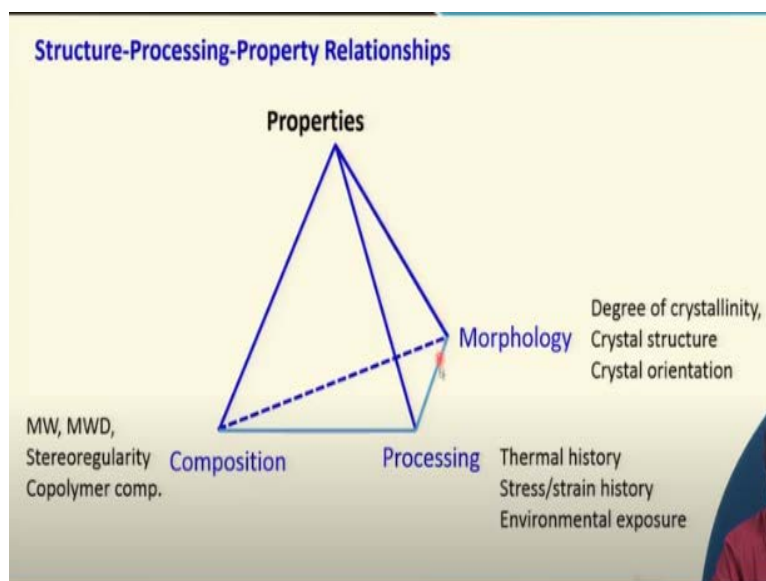 Structure-Processing-Property Relationships
Properties
Morphology
Degree of crystallinity,
Crystal structure
Crystal orientation
MW, MWD,
Stereoregularity
Copolymer comp.
Composition
Processing
Thermal history
Stress/strain history
Environmental exposure